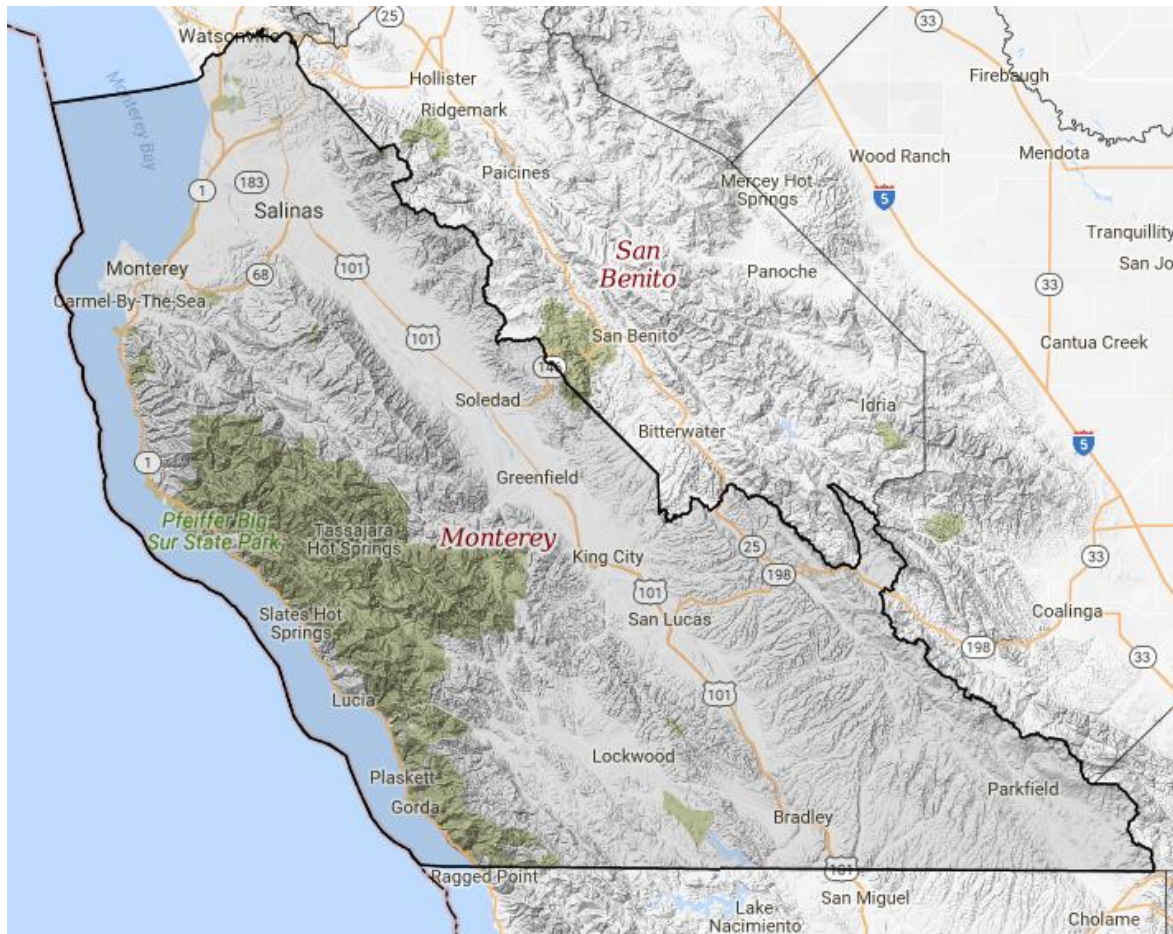 25
33
Watsonville
Firebaugh
Hollister
Ridgemark
Monterey Bay
Wood Ranch
Mendota
Paicines
Mercey Hot
Springs
5
1
183
Salinas
Tranquillity
San
Benito
San Jo
Monterey
68
101
Panoche
33
Carmel-By-The-Sea
101
San Benito
Cantua Creek
146
Soledad
Idria
Bitterwater
5
1
Greenfield
Pfeiffer Big
Sur State Park
Tassajara
Hot Springs
Monterey
King City
25
33
198
101
Slates Hot
Springs
San Lucas
Coalinga
198
33
Lucia
101
Lockwood
Plaskett
Gorda
Parkfield
Bradley
Ragged Point
101
San Miguel
Lake
Nacimiento
Cholame